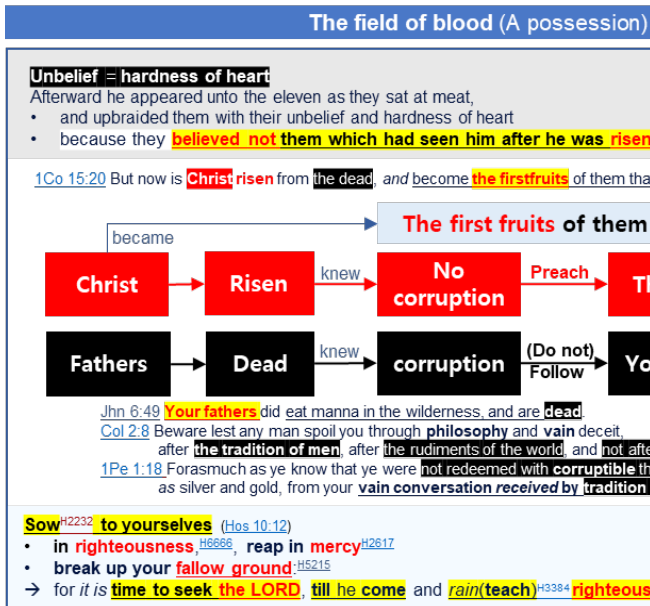 The field of blood (A possession)
Unbelief = hardness of heart
Afterward he appeared unto the eleven as they sat at meat,
• and upbraided them with their unbelief and hardness of heart
• because they believed not them which had seen him after he was risen
1Co 15:20 But now is Christ risen from the dead, and become the firstfruits of them tha
The first fruits of them
became
Christ
Risen
knew
No corruption
Preach
Th
Fathers
Dead
knew
corruption
(Do not)
Follow
Yo
Jhn 6:49 Your fathers did eat manna in the wilderness, and are dead.
Col 2:8 Beware lest any man spoil you through philosophy and vain deceit,
after the tradition of men, after the rudiments of the world, and not afte
1Pe 1:18 Forasmuch as ye know that ye were not redeemed with corruptible th
as silver and gold, from your vain conversation received by tradition
Sow H2232 to yourselves (Hos 10:12)
• in righteousness, H6666, reap in mercy H2617
• break up your fallow ground: H5215
→ for it is time to seek the LORD, till he come and rain(teach) H3384 righteous